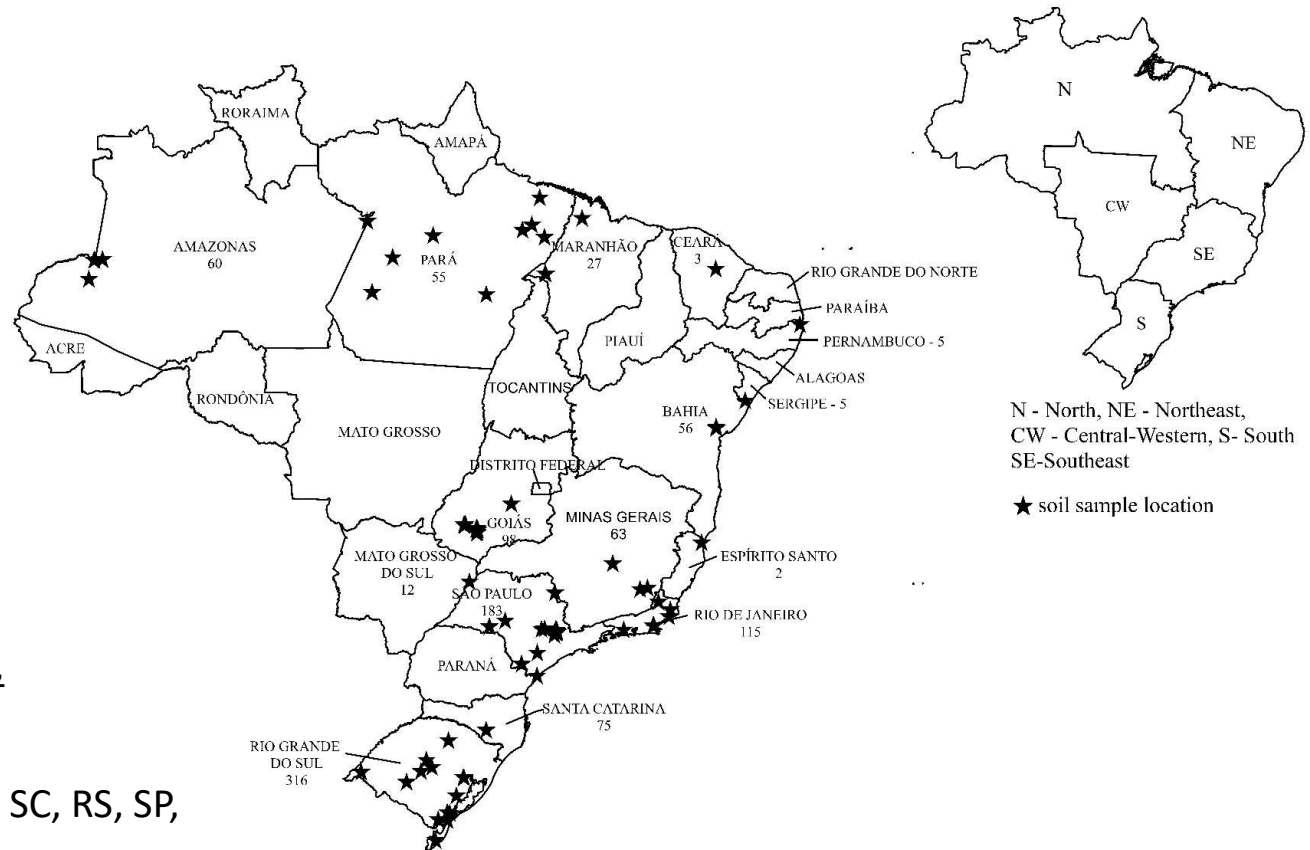 RORAIMA
AMAPÁ
AMAZONAS
60
PARÁ
55
MARANHÃO
27
CEARÁ
3
RIO GRANDE DO NORTE
PARAÍBA
PERNAMBUCO - 5
ALAGOAS
SERGIPE - 5
PIAUÍ
ACRE
RONDÔNIA
TOCANTINS
MATO GROSSO
BAHIA
56
DISTRITO FEDERAL
GOIÁS
98
MINAS GERAIS
63
ESPÍRITO SANTO
2
MATO GROSSO
DO SUL
12
SÃO PAULO
183
RIO DE JANEIRO
115
PARANÁ
SANTA CATARINA
75
RIO GRANDE
DO SUL
316
SC, RS, SP,
N
NE
CW
SE
S
N - North, NE - Northeast,
CW - Central-Western, S- South
SE-Southeast
★ soil sample location